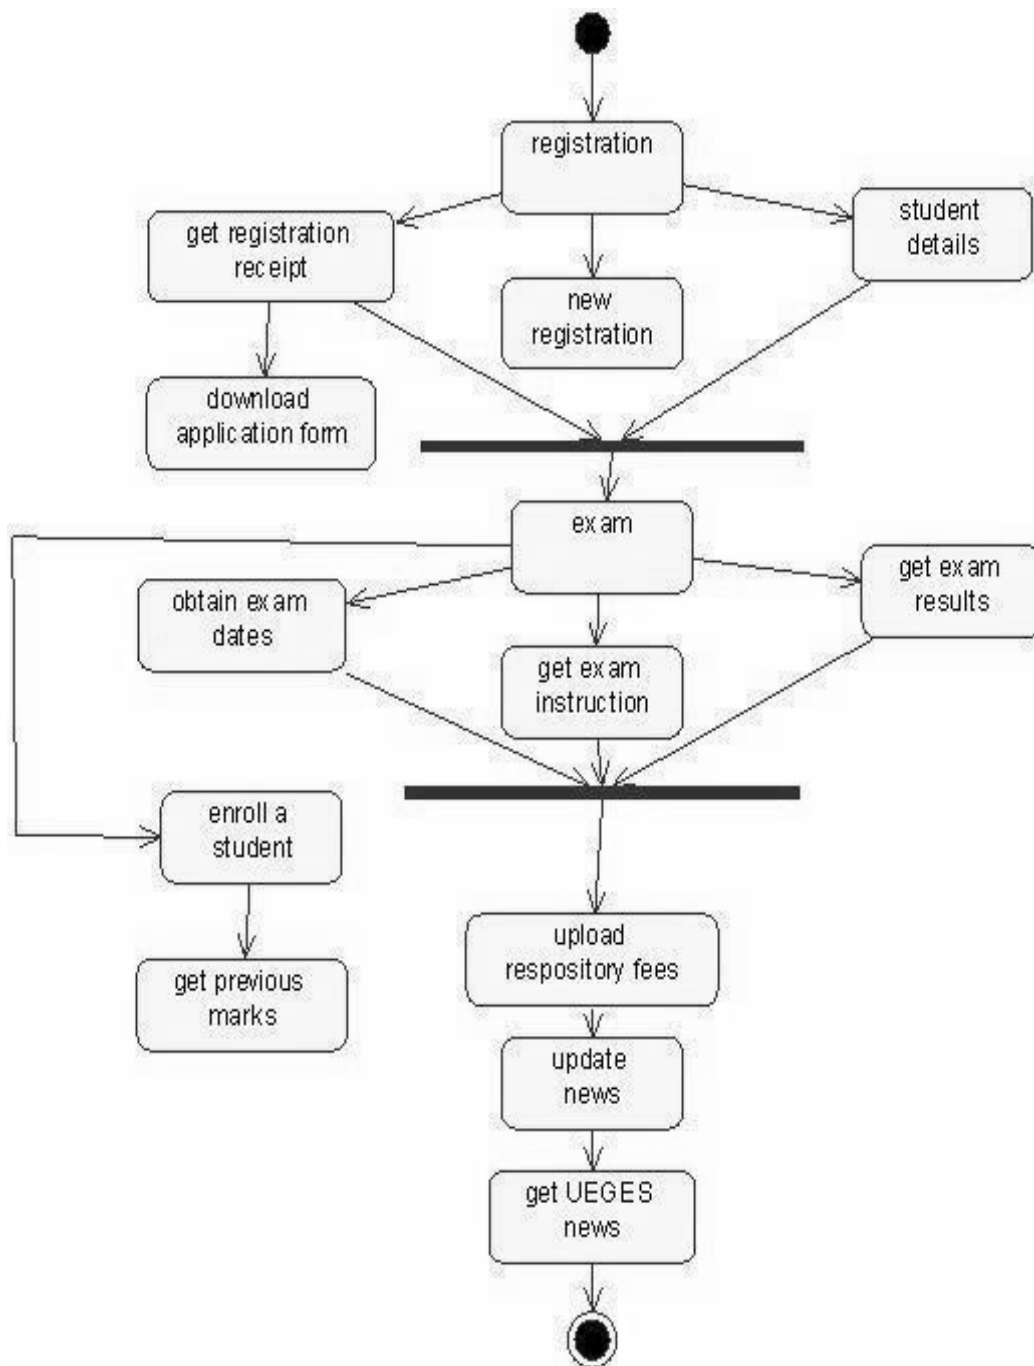 registration
get registration
receipt
student
details
new
registration
download
application form
exam
obtain exam
dates
get exam
results
get exam
instruction
enroll a
student
get previous
marks
upload
respository fees
update
news
get UEGES
news